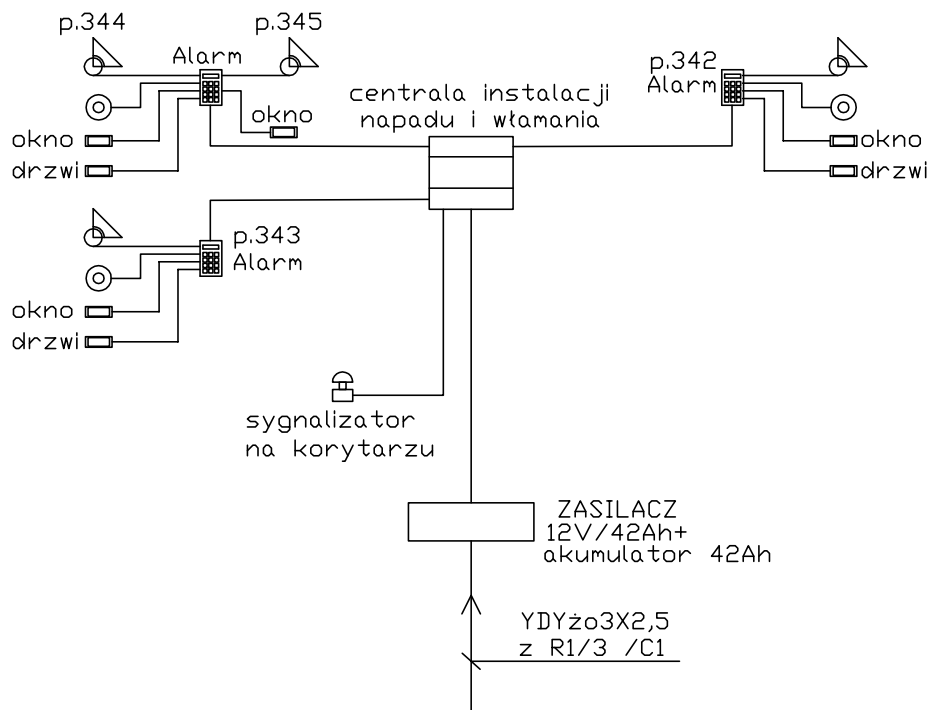 p.344
p.345
Alarm
okno
okno
drzwi
centrala instalacji
napadu i włamania
p.342
Alarm
okno
drzwi
p.343
Alarm
okno
drzwi
sygnalizator
na korytarzu
ZASILACZ
12V/42Ah+
akumulator 42Ah
YDYżo3X2,5
z R1/3 /C1